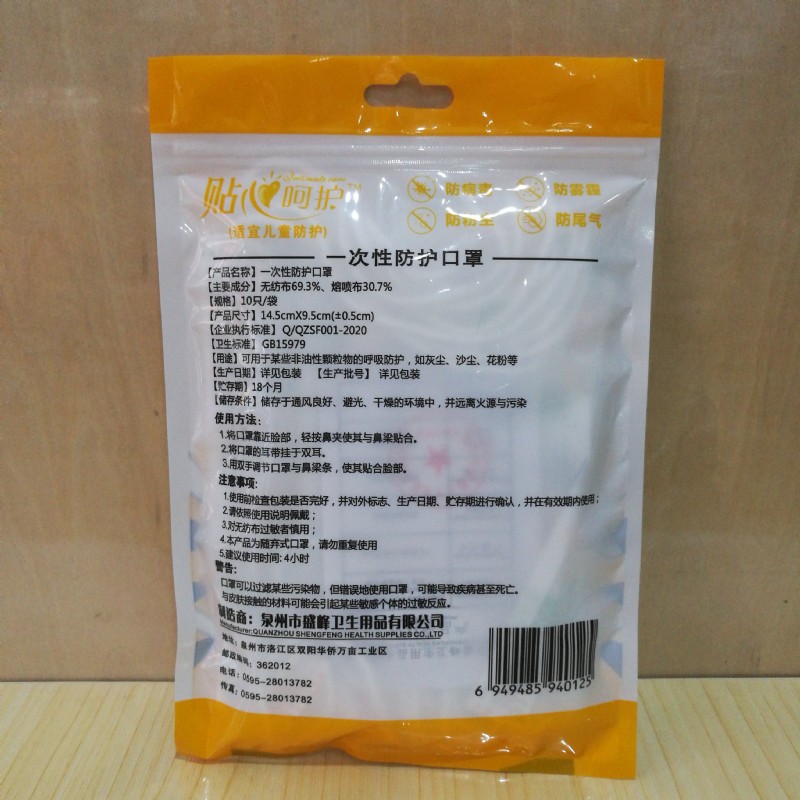 贴心呵护™
(适宜儿童防护)
防病毒 防雾霾
防粉尘 防尾气
一次性防护口罩
【产品名称】一次性防护口罩
【主要成分】无纺布69.3%、熔喷布30.7%
【规格】10只/袋
【产品尺寸】14.5cmX9.5cm(±0.5cm)
【企业执行标准】Q/QZSF001-2020
【卫生标准】GB15979
【用途】可用于某些非油性颗粒物的呼吸防护，如灰尘、沙尘、花粉等
【生产日期】详见包装 【生产批号】详见包装
【贮存期】18个月
【储存条件】储存于通风良好、避光、干燥的环境中，并远离火源与污染
使用方法：
1.将口罩靠近脸部，轻按鼻夹使其与鼻梁贴合。
2.将口罩的耳带挂于双耳。
3.用双手调节口罩与鼻梁条，使其贴合脸部。
注意事项：
1.使用前检查包装是否完好，并对外标志、生产日期、贮存期进行确认，并在有效期内使用；
2.请依照使用说明佩戴；
3.对无纺布过敏者慎用；
4.本产品为随弃式口罩，请勿重复使用
5.建议使用时间：4小时
警告：
口罩可以过滤某些污染物，但错误地使用口罩，可能导致疾病甚至死亡。
与皮肤接触的材料可能会引起某些敏感个体的过敏反应。
制造商：泉州市盛峰卫生用品有限公司
Manufacturer:QUANZHOU SHENGFENG HEALTH SUPPLIES CO.,LTD
地址：泉州市洛江区双阳华侨万亩工业区
邮政编码：362012
电话：0595-28013782
传真：0595-28013782
6 949485 940125